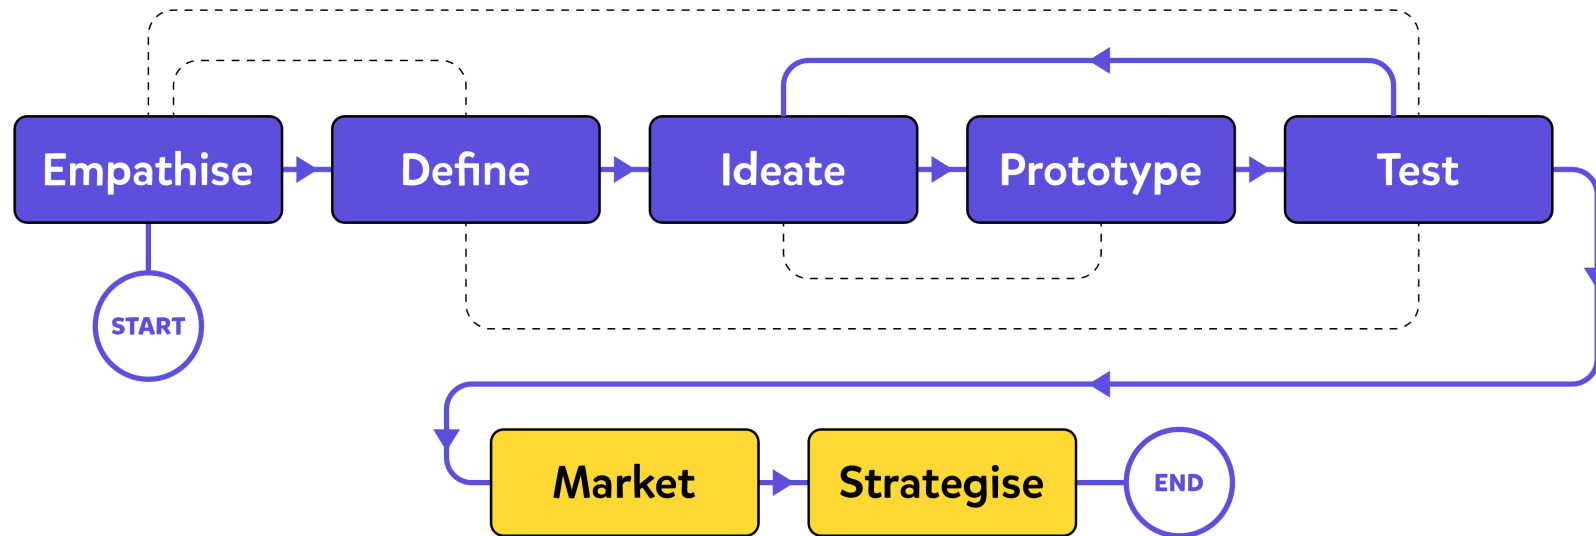 Empathise
Define
Ideate
Prototype
Test
START
Market
Strategise
END